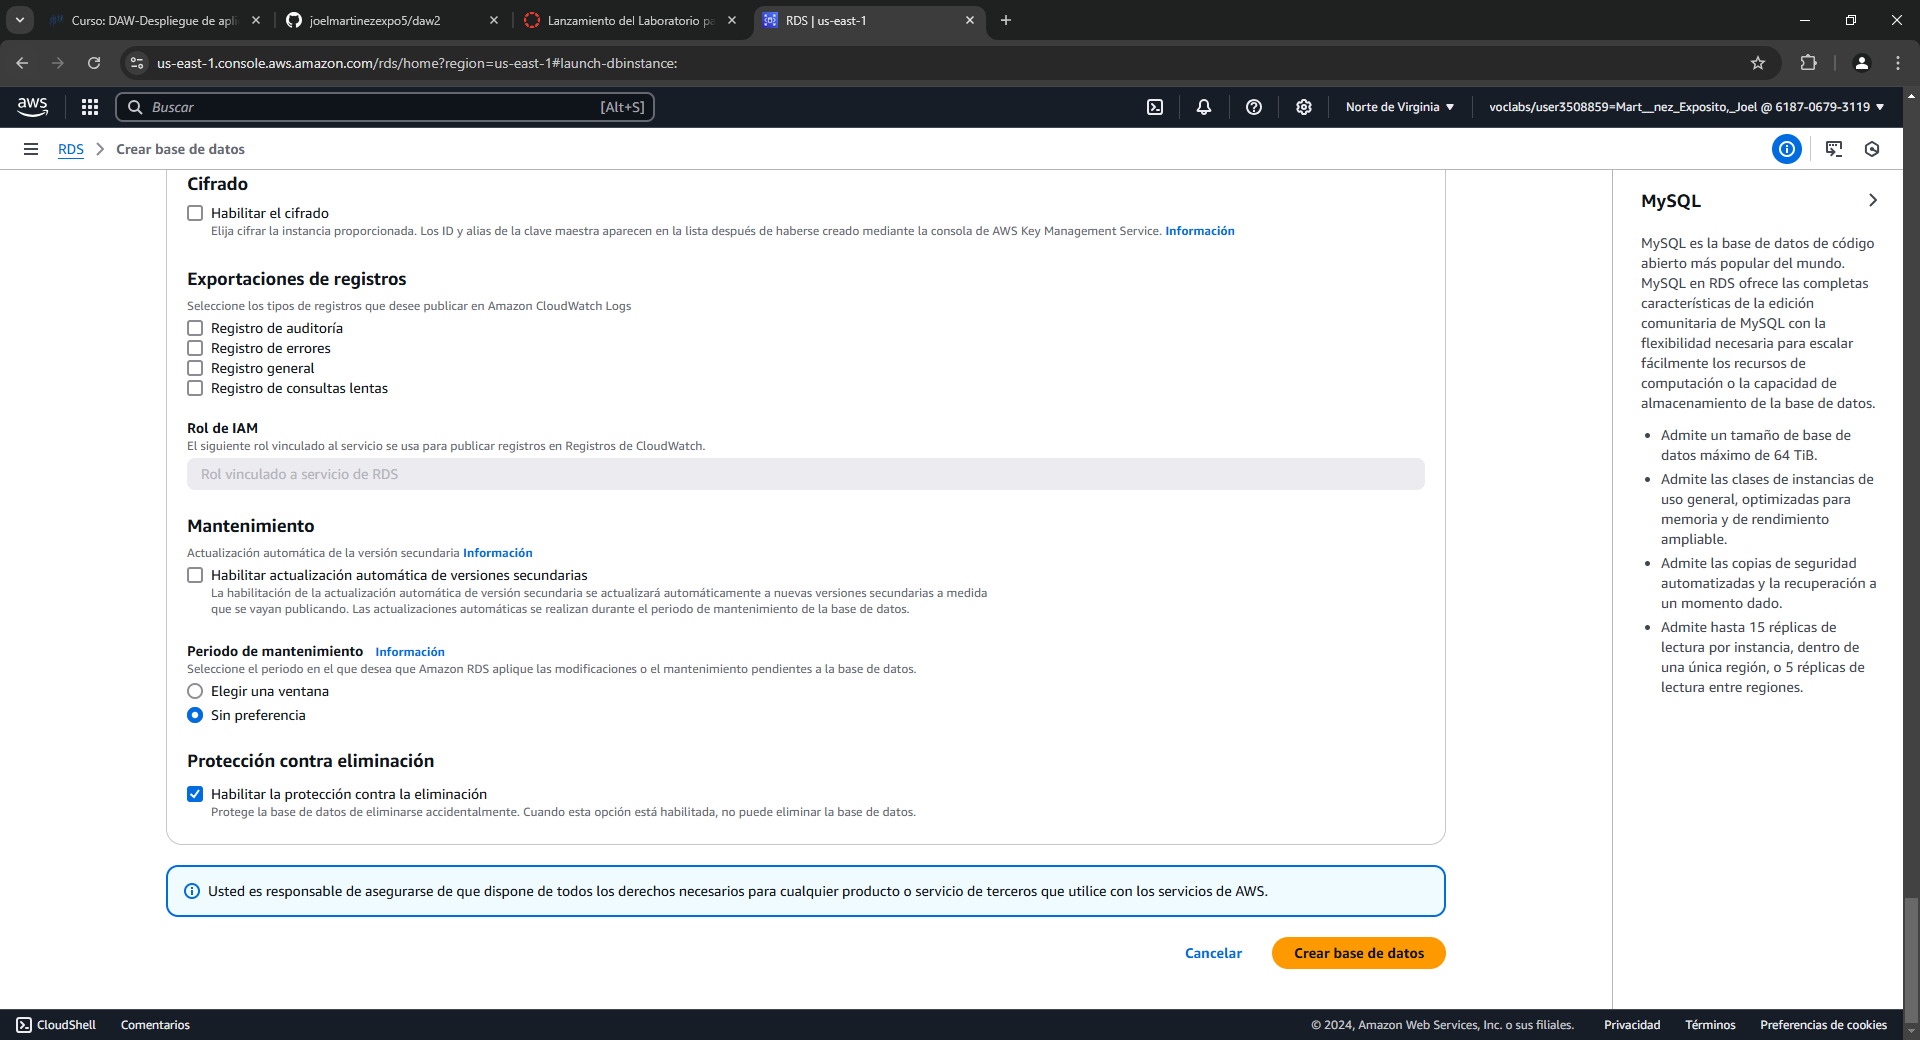 Curso: DAW-Despliegue de apli
joelmartinezexpo5/daw2
Lanzamiento del Laboratorio pa
RDS | us-east-1
us-east-1.console.aws.amazon.com/rds/home?region=us-east-1#launch-dbinstance:
aws
Buscar
[Alt+S]
Norte de Virginia
voclabs/user3508859=Mart__nez_Exposito,_Joel @ 6187-0679-3119
RDS
Crear base de datos
Cifrado
Habilitar el cifrado
Elija cifrar la instancia proporcionada. Los ID y alias de la clave maestra aparecen en la lista después de haberse creado mediante la consola de AWS Key Management Service. Información
Exportaciones de registros
Seleccione los tipos de registros que desee publicar en Amazon CloudWatch Logs
Registro de auditoría
Registro de errores
Registro general
Registro de consultas lentas
Rol de IAM
El siguiente rol vinculado al servicio se usa para publicar registros en Registros de CloudWatch.
Rol vinculado a servicio de RDS
Mantenimiento
Actualización automática de la versión secundaria Información
Habilitar actualización automática de versiones secundarias
La habilitación de la actualización automática de versión secundaria se actualizará automáticamente a nuevas versiones secundarias a medida
que se vayan publicando. Las actualizaciones automáticas se realizan durante el periodo de mantenimiento de la base de datos.
Periodo de mantenimiento Información
Seleccione el periodo en el que desea que Amazon RDS aplique las modificaciones o el mantenimiento pendientes a la base de datos.
Elegir una ventana
Sin preferencia
Protección contra eliminación
Habilitar la protección contra la eliminación
Protege la base de datos de eliminarse accidentalmente. Cuando esta opción está habilitada, no puede eliminar la base de datos.
Usted es responsable de asegurarse de que dispone de todos los derechos necesarios para cualquier producto o servicio de terceros que utilice con los servicios de AWS.
Cancelar
Crear base de datos
MySQL
MySQL es la base de datos de código
abierto más popular del mundo.
MySQL en RDS ofrece las completas
características de la edición
comunitaria de MySQL con la
flexibilidad necesaria para escalar
fácilmente los recursos de
computación o la capacidad de
almacenamiento de la base de datos.
• Admite un tamaño de base de
datos máximo de 64 TiB.
• Admite las clases de instancias de
uso general, optimizadas para
memoria y de rendimiento
ampliable.
• Admite las copias de seguridad
automatizadas y la recuperación a
un momento dado.
• Admite hasta 15 réplicas de
lectura por instancia, dentro de
una única región, o 5 réplicas de
lectura entre regiones.
CloudShell
Comentarios
© 2024, Amazon Web Services, Inc. o sus filiales.
Privacidad
Términos
Preferencias de cookies